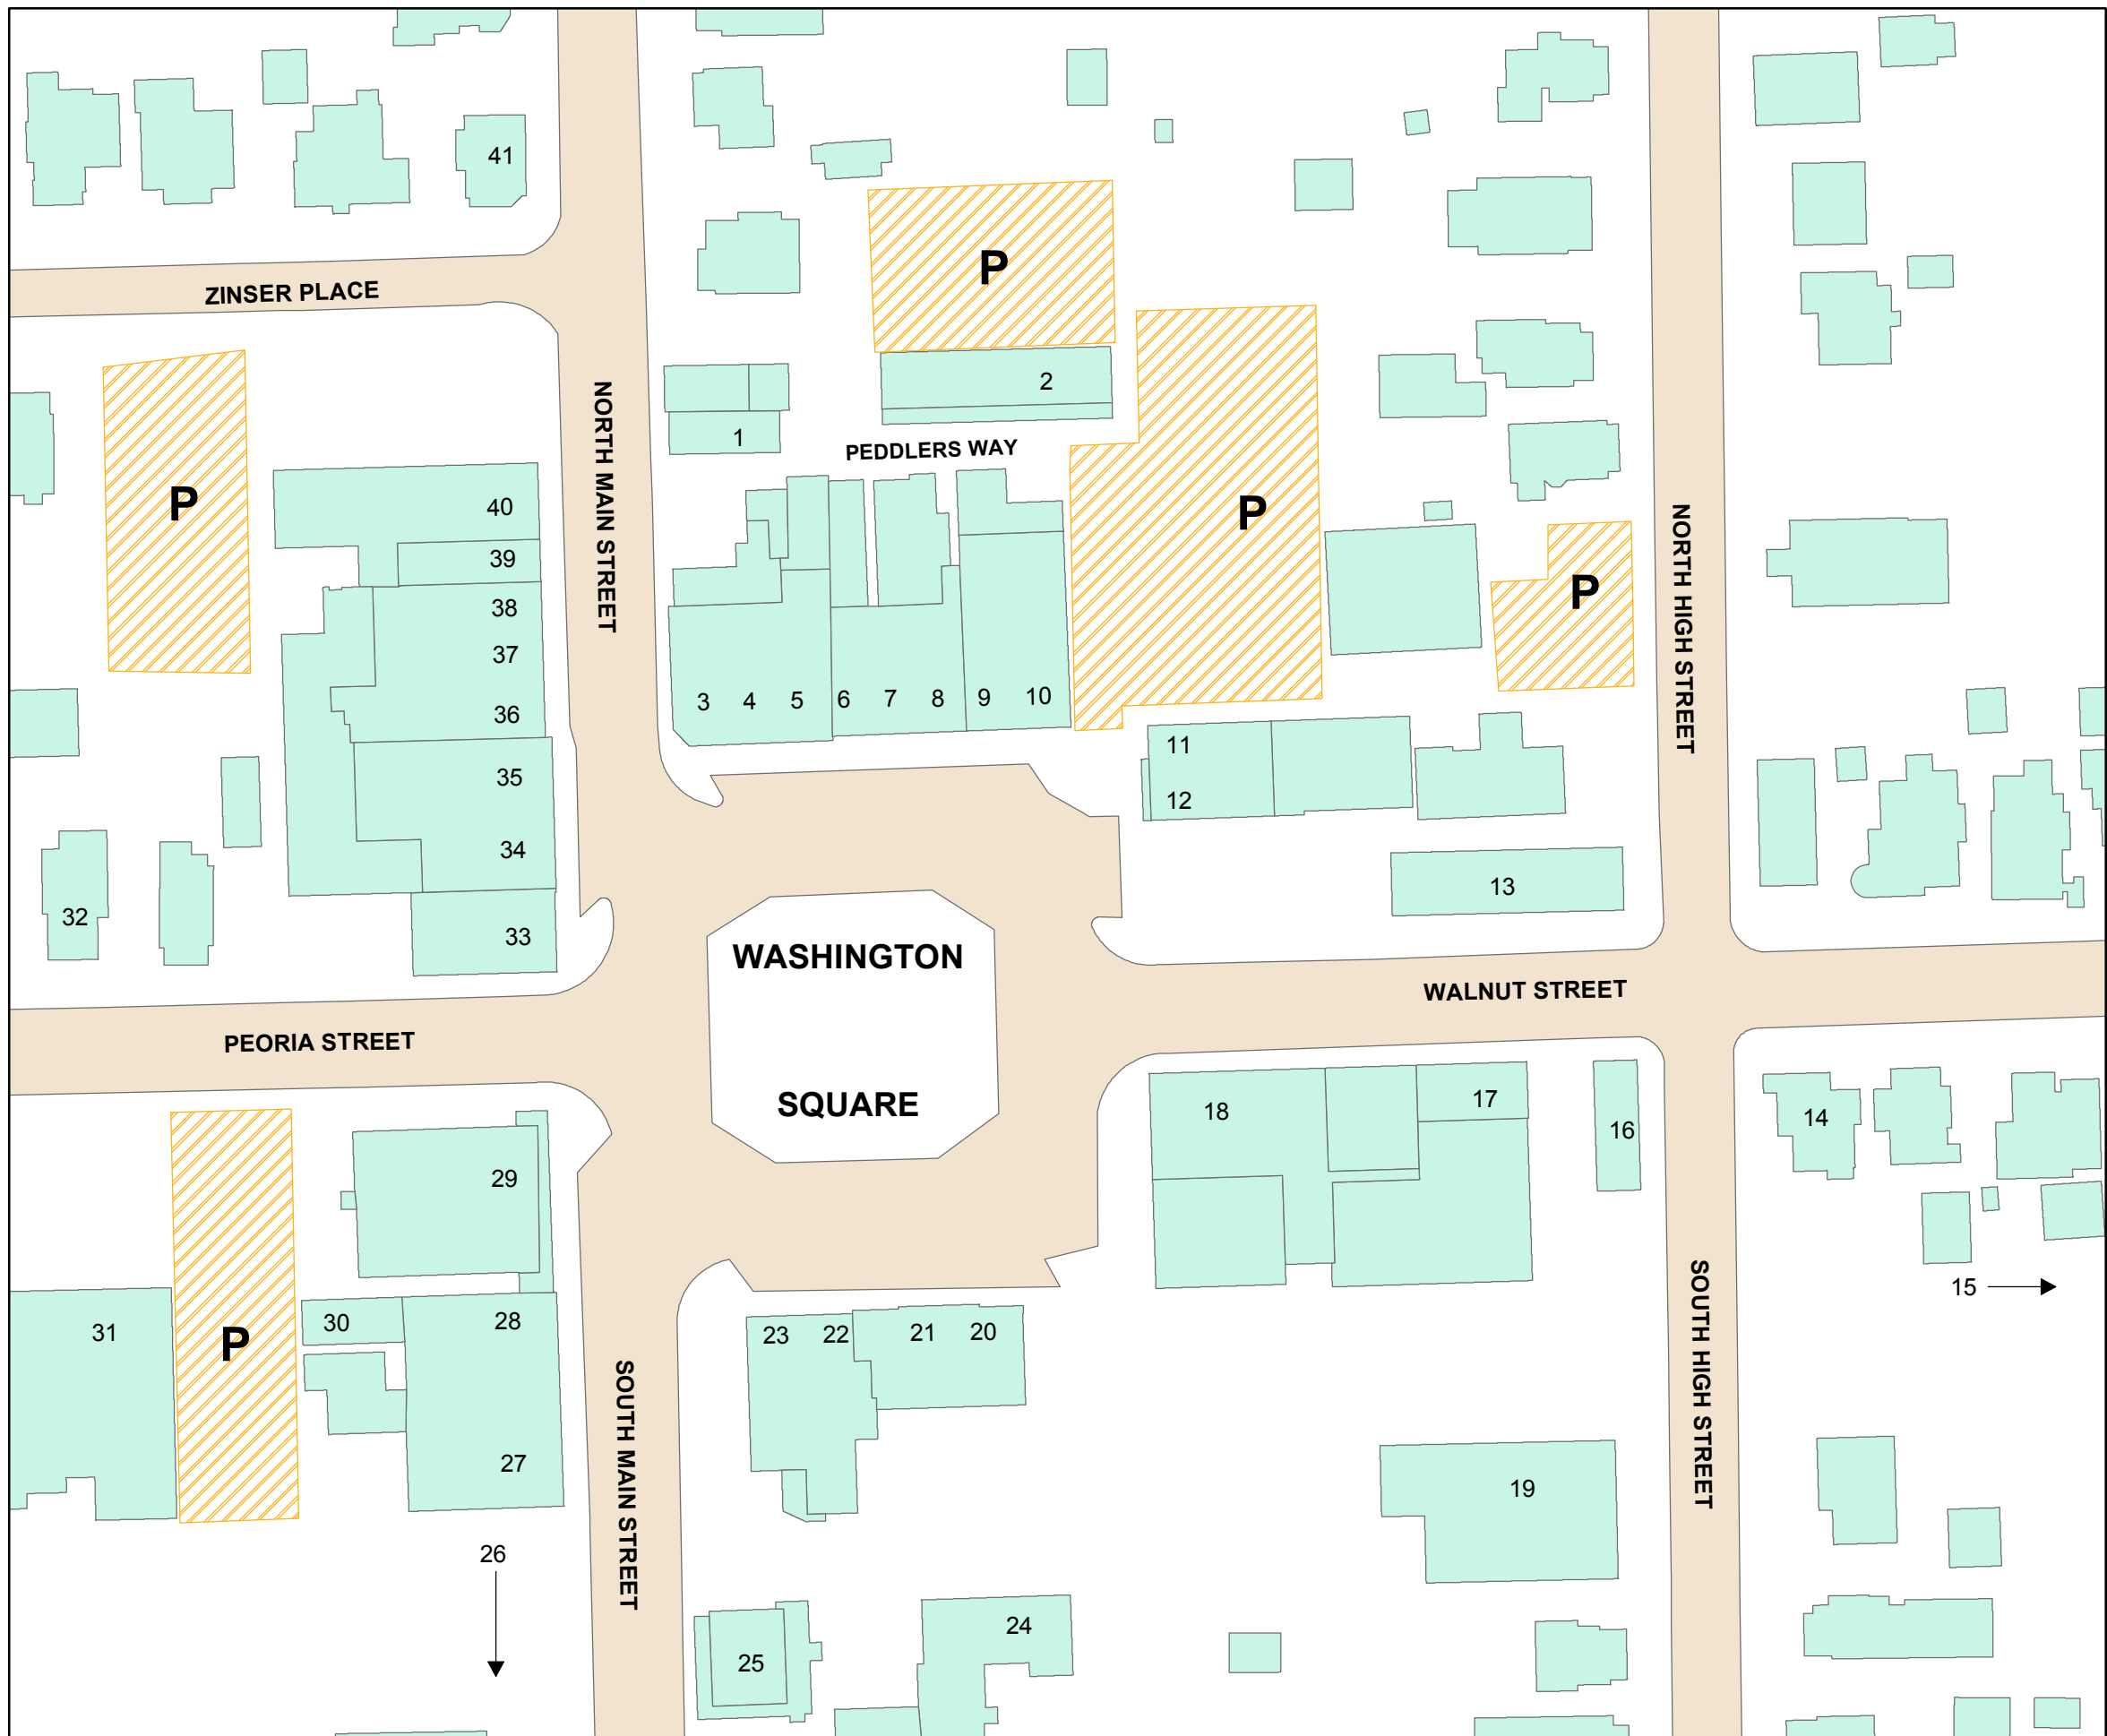 41
P
ZINSER PLACE
2
1
PEDDLERS WAY
NORTH MAIN STREET
P
40
P
39
38
37
36
3 4 5 6 7 8 9 10
P
NORTH HIGH STREET
11
12
35
34
13
32
33
WASHINGTON
SQUARE
WALNUT STREET
PEORIA STREET
18
17
16
14
29
15
31
P
30
28
23 22 21 20
SOUTH HIGH STREET
27
SOUTH MAIN STREET
19
26
24
25